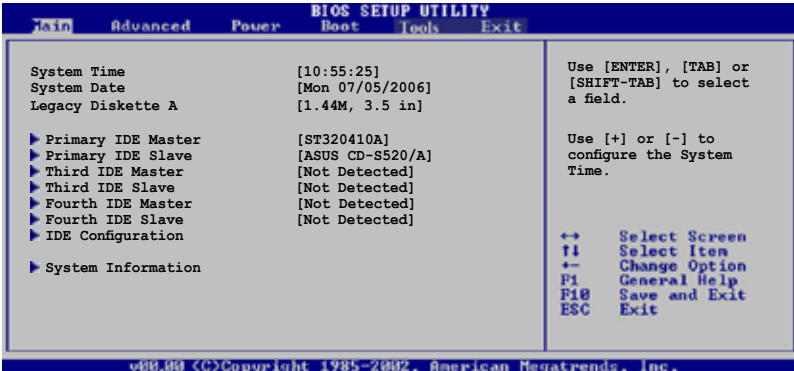 BIOS SETUP UTILITY
Main Advanced Power Boot Tools Exit
System Time [10:55:25]
System Date [Mon 07/05/2006]
Legacy Diskette A [1.44M, 3.5 in]
Primary IDE Master [ST320410A]
Primary IDE Slave [ASUS CD-S520/A]
Third IDE Master [Not Detected]
Third IDE Slave [Not Detected]
Fourth IDE Master [Not Detected]
Fourth IDE Slave [Not Detected]
IDE Configuration
System Information
Use [ENTER], [TAB] or
[SHIFT-TAB] to select
a field.
Use [+] or [-] to
configure the System
Time.
↔ Select Screen
↑↓ Select Item
+- Change Option
F1 General Help
F10 Save and Exit
ESC Exit
v00.00 (C)Copyright 1985-2002, American Megatrends, Inc.